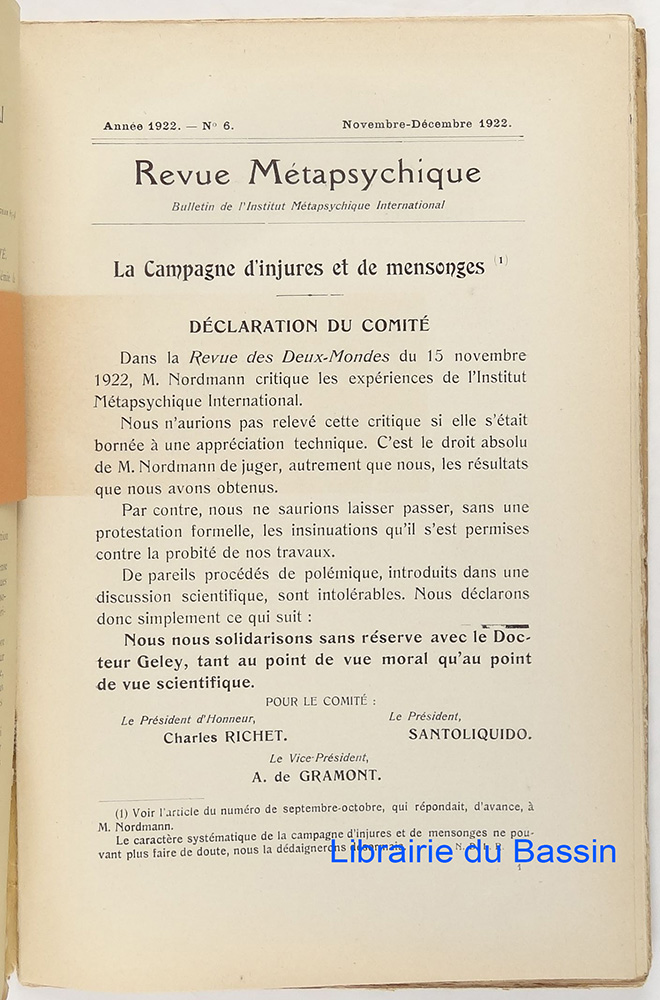 Année 1922. — N° 6. Novembre-Décembre 1922.
Revue Métapsychique
Bulletin de l'Institut Métapsychique International
La Campagne d'injures et de mensonges (1)
DÉCLARATION DU COMITÉ
Dans la Revue des Deux-Mondes du 15 novembre
1922, M. Nordmann critique les expériences de l'Institut
Métapsychique International.
Nous n'aurions pas relevé cette critique si elle s'était
bornée à une appréciation technique. C'est le droit absolu
de M. Nordmann de juger, autrement que nous, les résultats
que nous avons obtenus.
Par contre, nous ne saurions laisser passer, sans une
protestation formelle, les insinuations qu'il s'est permises
contre la probité de nos travaux.
De pareils procédés de polémique, introduits dans une
discussion scientifique, sont intolérables. Nous déclarons
donc simplement ce qui suit :
Nous nous solidarisons sans réserve avec le Doc-
teur Geley, tant au point de vue moral qu'au point
de vue scientifique.
POUR LE COMITÉ :
Le Président d'Honneur, Le Président,
Charles RICHET. SANTOLIQUIDO.
Le Vice-Président,
A. de GRAMONT.
(1) Voir l'article du numéro de septembre-octobre, qui répondait, d'avance, à
M. Nordmann.
Le caractère systématique de la campagne d'injures et de mensonges ne pou-
vant plus faire de doute, nous la dédaignerons désormais.
Librairie du Bassin
1